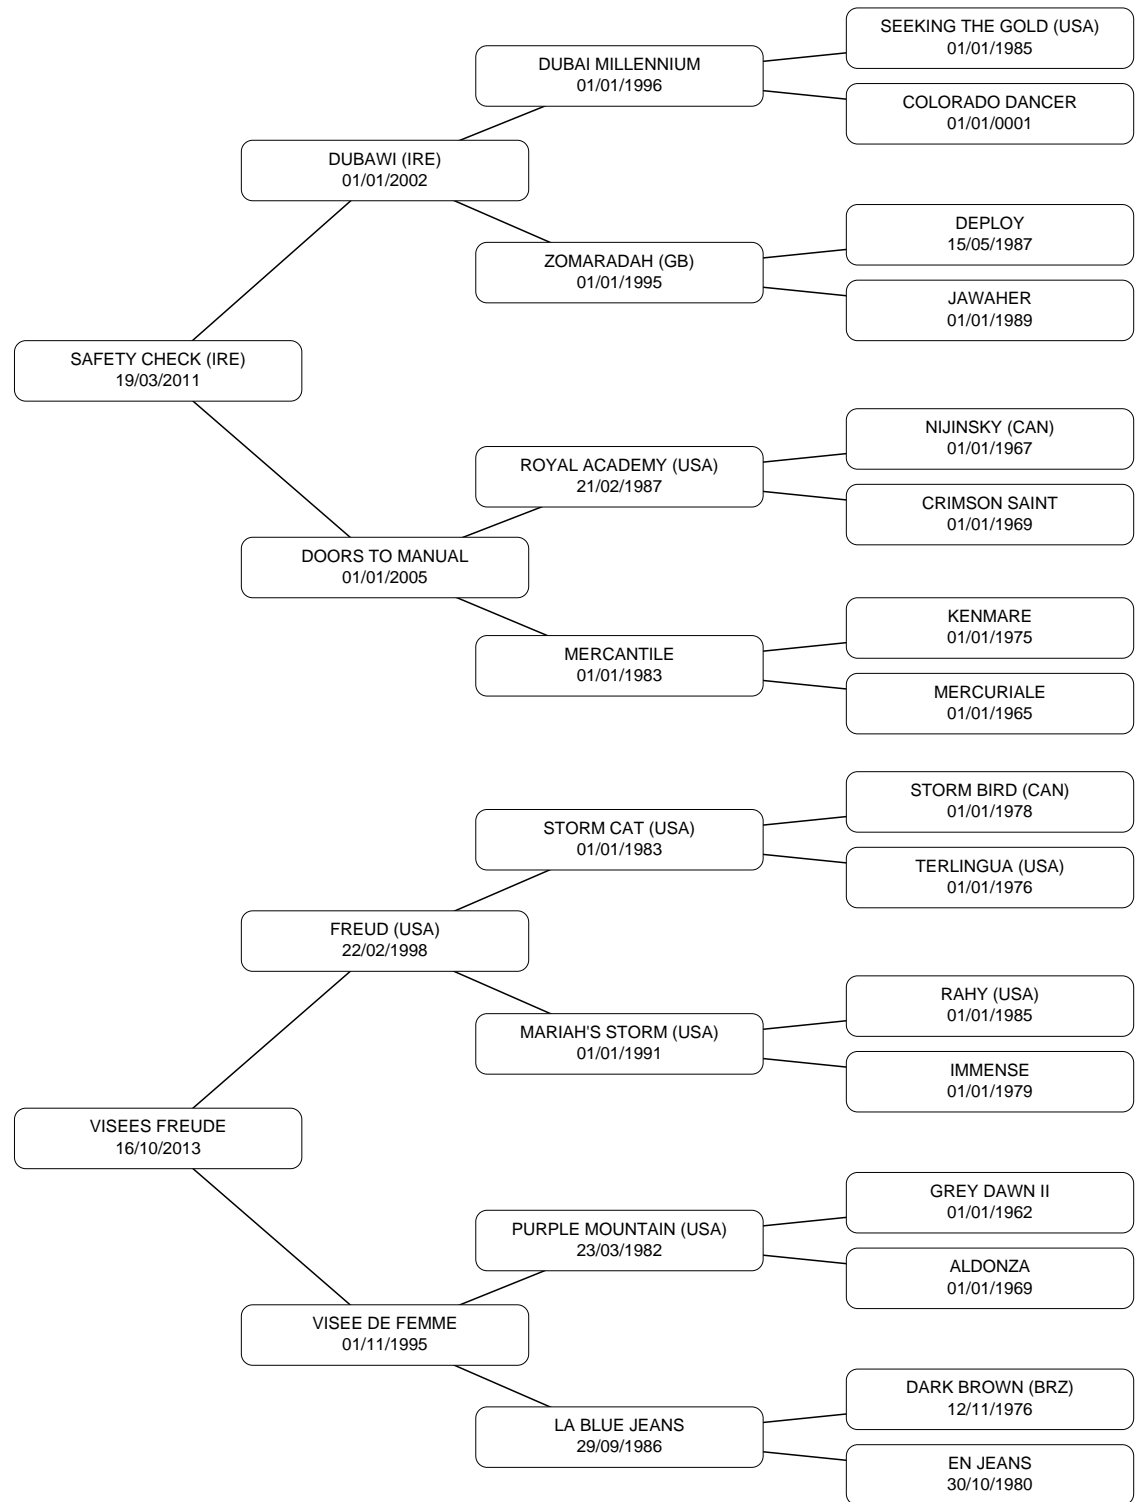 SEEKING THE GOLD (USA)
01/01/1985
DUBAI MILLENNIUM
01/01/1996
COLORADO DANCER
01/01/0001
DUBAWI (IRE)
01/01/2002
DEPLOY
15/05/1987
ZOMARADAH (GB)
01/01/1995
JAWAHER
01/01/1989
SAFETY CHECK (IRE)
19/03/2011
NIJINSKY (CAN)
01/01/1967
ROYAL ACADEMY (USA)
21/02/1987
CRIMSON SAINT
01/01/1969
DOORS TO MANUAL
01/01/2005
KENMARE
01/01/1975
MERCANTILE
01/01/1983
MERCURIALE
01/01/1965
STORM BIRD (CAN)
01/01/1978
STORM CAT (USA)
01/01/1983
TERLINGUA (USA)
01/01/1976
FREUD (USA)
22/02/1998
RAHY (USA)
01/01/1985
MARIAH'S STORM (USA)
01/01/1991
IMMENSE
01/01/1979
VISEES FREUDE
16/10/2013
GREY DAWN II
01/01/1962
PURPLE MOUNTAIN (USA)
23/03/1982
ALDONZA
01/01/1969
VISEE DE FEMME
01/11/1995
DARK BROWN (BRZ)
12/11/1976
LA BLUE JEANS
29/09/1986
EN JEANS
30/10/1980